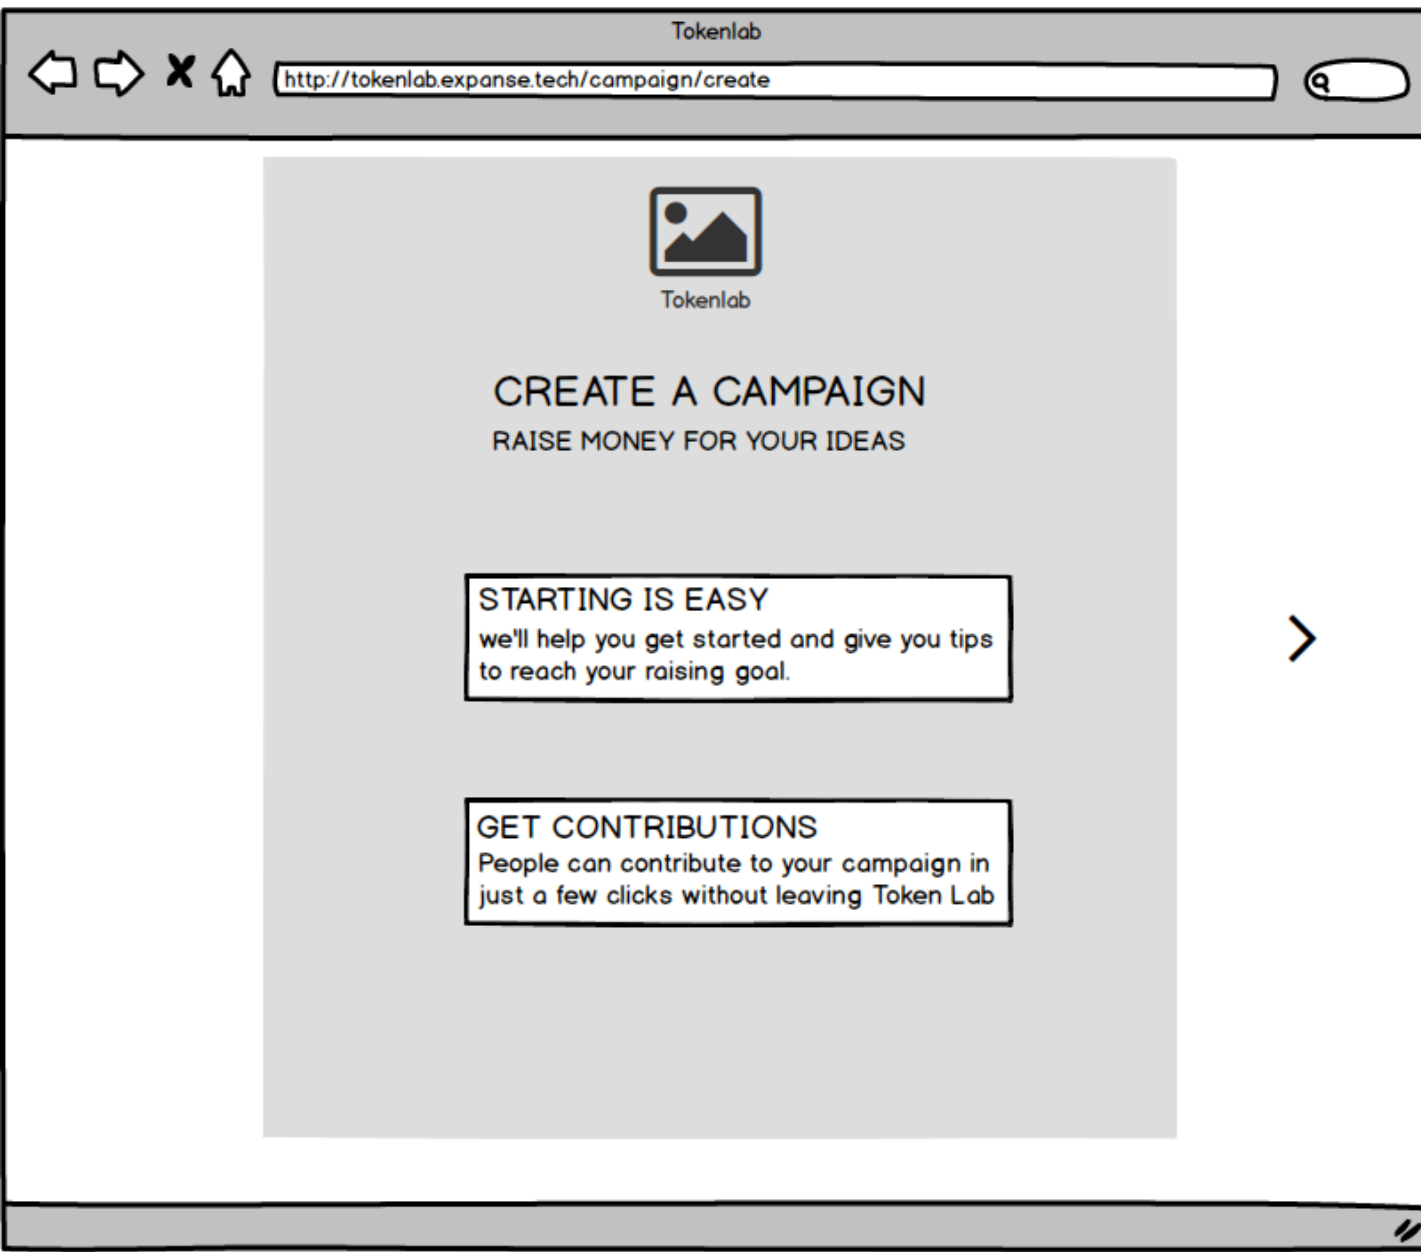 Tokenlab
http://tokenlab.expanse.tech/campaign/create
Tokenlab
CREATE A CAMPAIGN
RAISE MONEY FOR YOUR IDEAS
STARTING IS EASY
we'll help you get started and give you tips
to reach your raising goal.
GET CONTRIBUTIONS
People can contribute to your campaign in
just a few clicks without leaving Token Lab